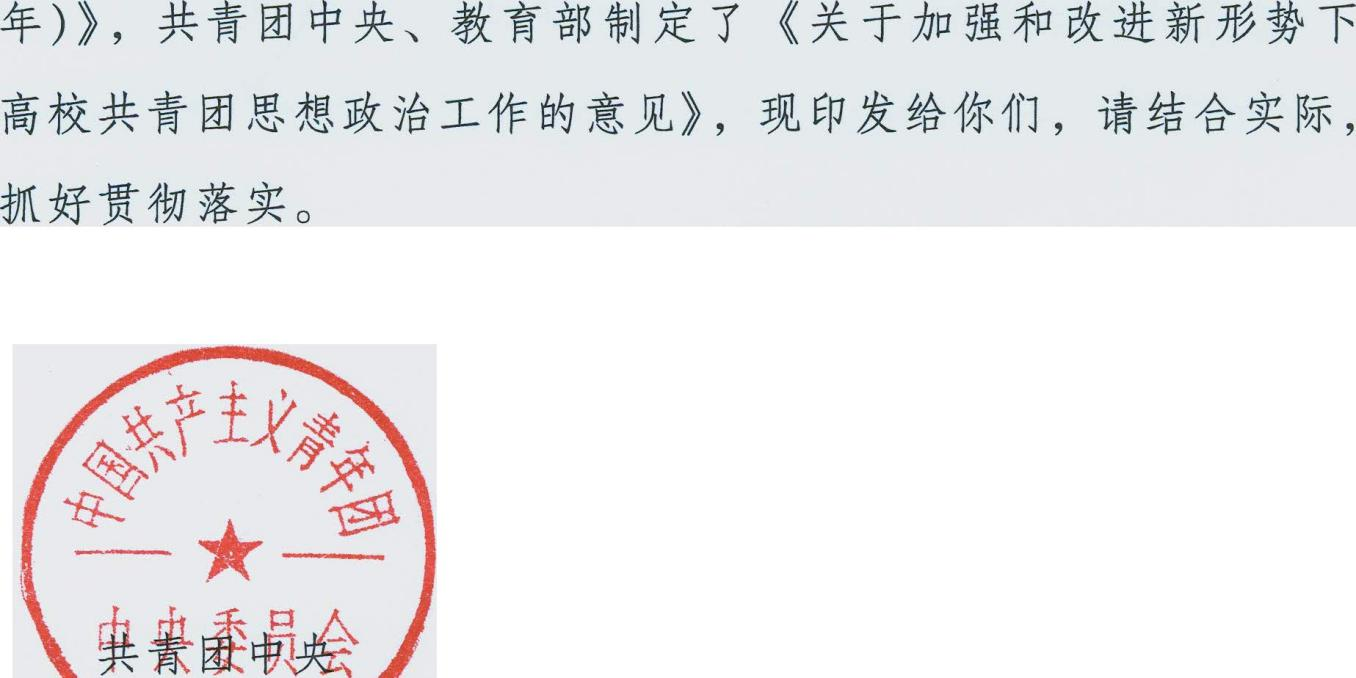 年)》，共青团中央、教育部制定了《关于加强和改进新形势下
高校共青团思想政治工作的意见》，现印发给你们，请结合实际，
抓好贯彻落实。
中国共产主义青年团
中央委员会
共青团中央